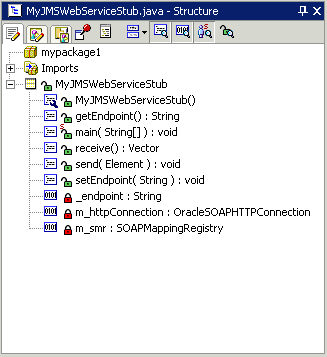 MyJMSWebServiceStub.java - Structure
mypackage1
Imports
MyJMSWebServiceStub
MyJMSWebServiceStub()
getEndpoint() : String
main( String[] ) : void
receive() : Vector
send( Element ) : void
setEndpoint( String ) : void
_endpoint : String
m_httpConnection : OracleSOAPHTTPConnection
m_smr : SOAPMappingRegistry